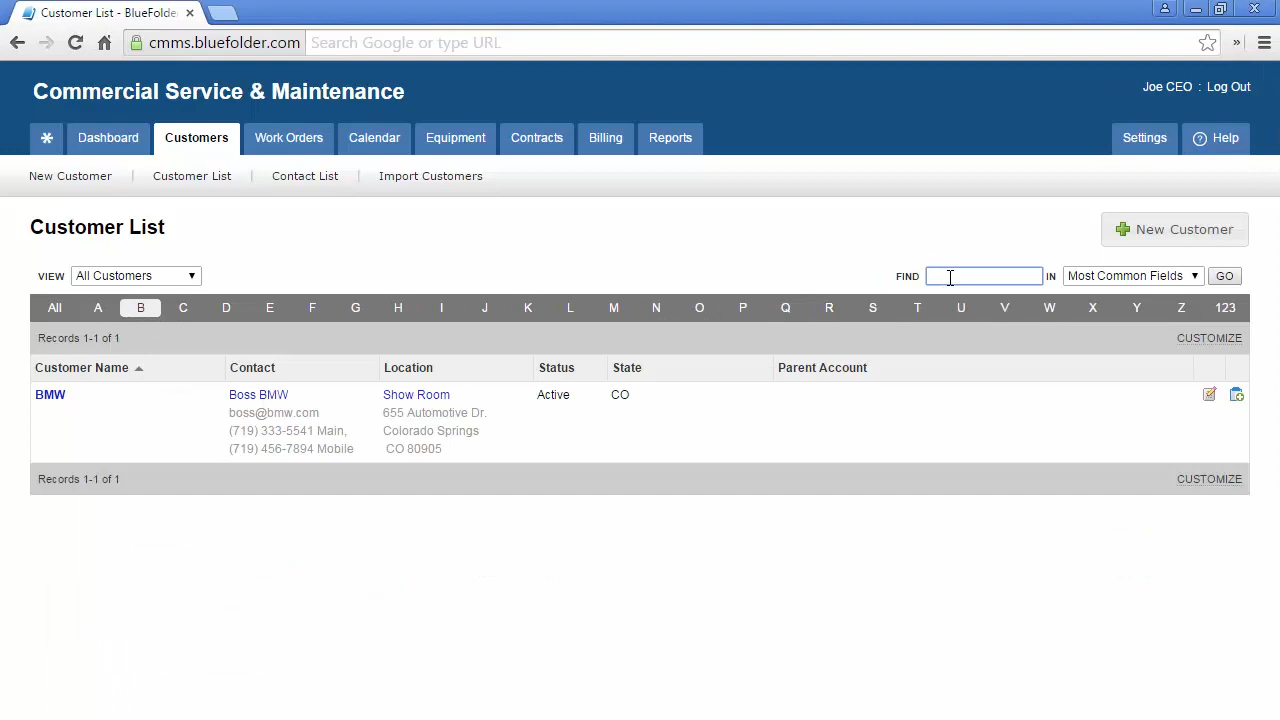 Customer List - BlueFolder
cmms.bluefolder.com Search Google or type URL
Commercial Service & Maintenance
Joe CEO : Log Out
Dashboard Customers Work Orders Calendar Equipment Contracts Billing Reports Settings ? Help
New Customer | Customer List | Contact List | Import Customers
Customer List
New Customer
VIEW All Customers FIND IN Most Common Fields GO
All A B C D E F G H I J K L M N O P Q R S T U V W X Y Z 123
Records 1-1 of 1 CUSTOMIZE
Customer Name Contact Location Status State Parent Account
BMW Boss BMW Show Room Active CO
boss@bmw.com 655 Automotive Dr.
(719) 333-5541 Main, Colorado Springs
(719) 456-7894 Mobile CO 80905
Records 1-1 of 1 CUSTOMIZE